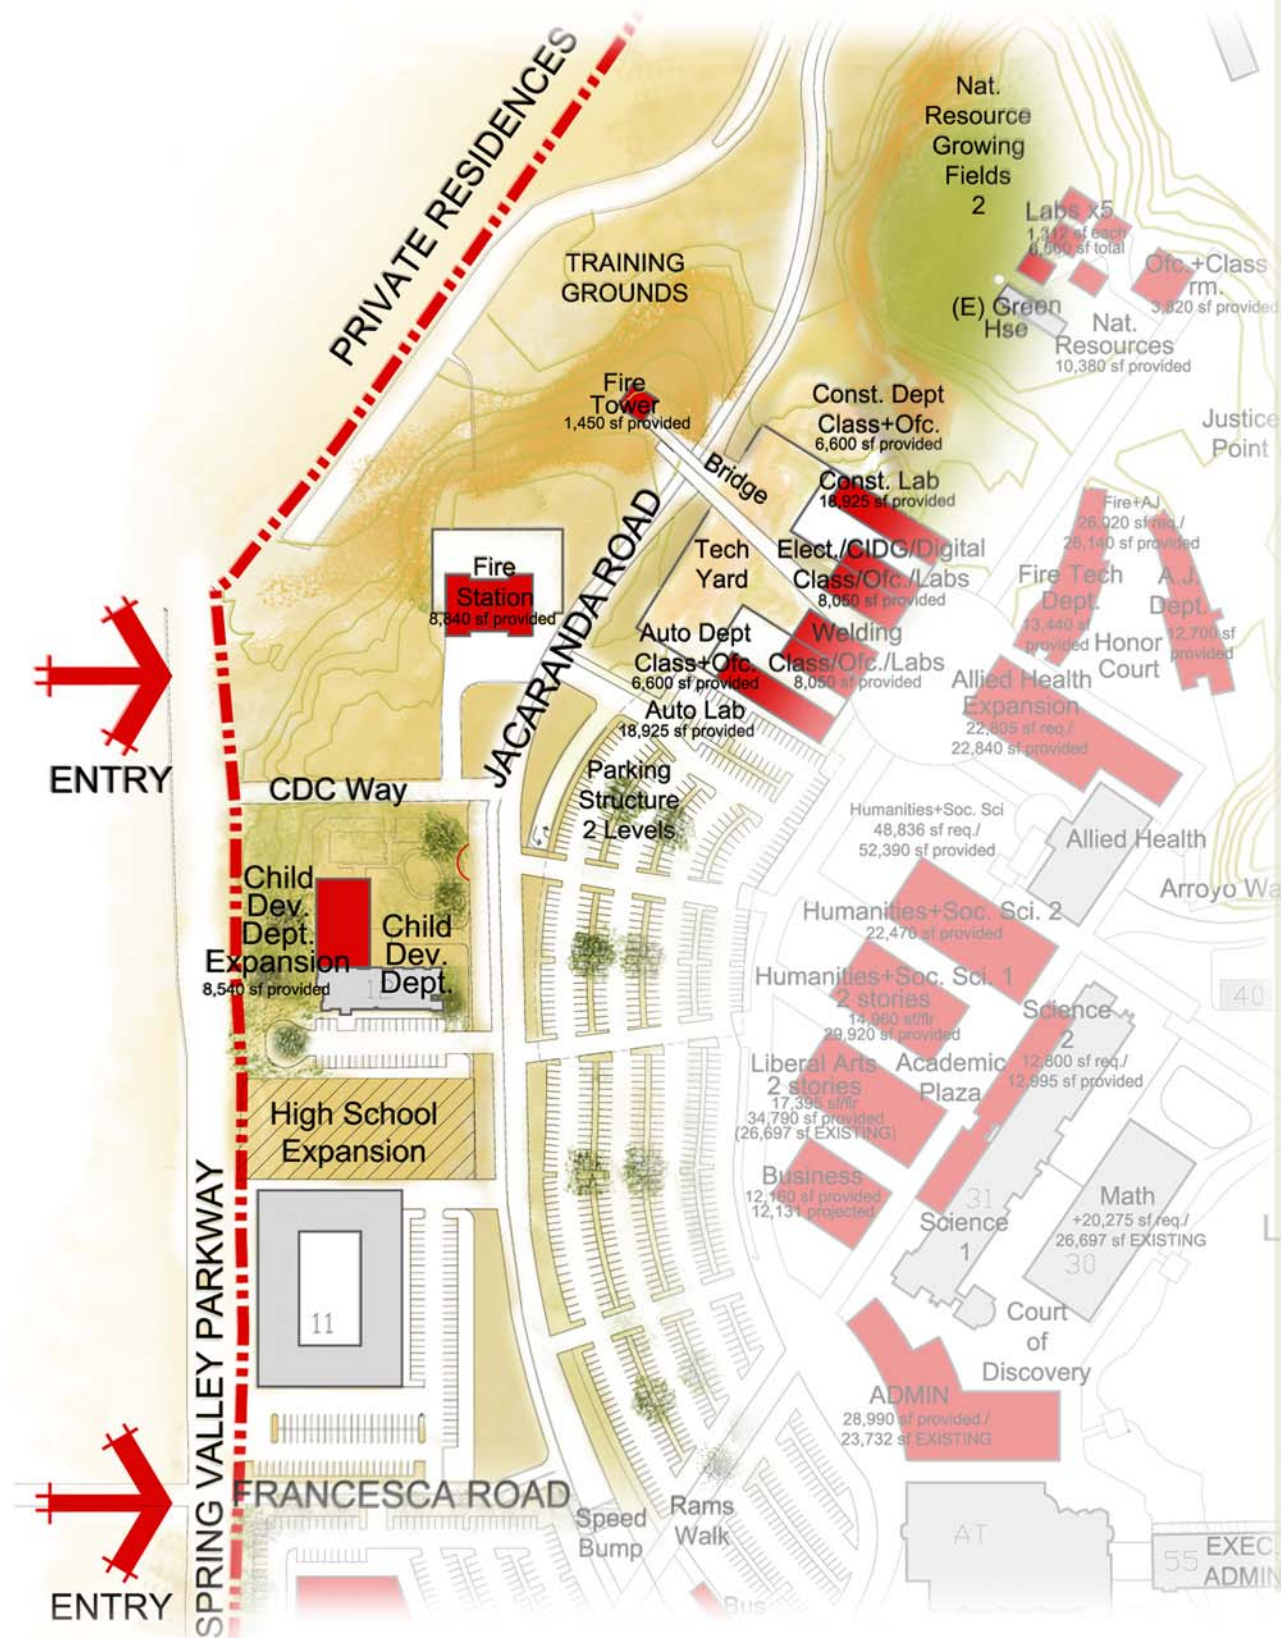 PRIVATE RESIDENCES
Nat.
Resource
Growing
Fields
2
Labs x5
1,312 sf each
6,560 sf total
Ofc.+Class
rm.
3,820 sf provided
(E) Green
Hse
Nat.
Resources
10,380 sf provided
TRAINING
GROUNDS
Fire
Tower
1,450 sf provided
Const. Dept
Class+Ofc.
6,600 sf provided
Justice
Point
Bridge
Const. Lab
18,925 sf provided
Fire+AJ
26,020 sf req./
26,140 sf provided
JACARANDA ROAD
Tech
Yard
Elect./CIDG/Digital
Class/Ofc./Labs
8,050 sf provided
Fire
Station
8,840 sf provided
Fire Tech
Dept.
13,440 sf
provided
A.J.
Dept.
12,700 sf
provided
Honor
Court
Auto Dept
Class+Ofc.
6,600 sf provided
Welding
Class/Ofc./Labs
8,050 sf provided
Auto Lab
18,925 sf provided
Allied Health
Expansion
22,805 sf req./
22,840 sf provided
ENTRY
CDC Way
Parking
Structure
2 Levels
Humanities+Soc. Sci
48,836 sf req./
52,390 sf provided
Allied Health
Arroyo Wa
Child
Dev.
Dept.
Expansion
8,540 sf provided
Child
Dev.
Dept.
Humanities+Soc. Sci. 2
22,470 sf provided
Humanities+Soc. Sci. 1
2 stories
14,960 sf/flr
29,920 sf provided
40
Science
2
12,800 sf req./
12,995 sf provided
Liberal Arts
2 stories
17,395 sf/flr
34,790 sf provided
(26,697 sf EXISTING)
Academic
Plaza
High School
Expansion
Business
12,160 sf provided
12,131 projected
31
Science
1
Math
+20,275 sf req./
26,697 sf EXISTING
30
11
Court
of
Discovery
ADMIN
28,990 sf provided /
23,732 sf EXISTING
SPRING VALLEY PARKWAY
FRANCESCA ROAD
Speed
Bump
Rams
Walk
AT
55
EXEC.
ADMIN
ENTRY
Bus